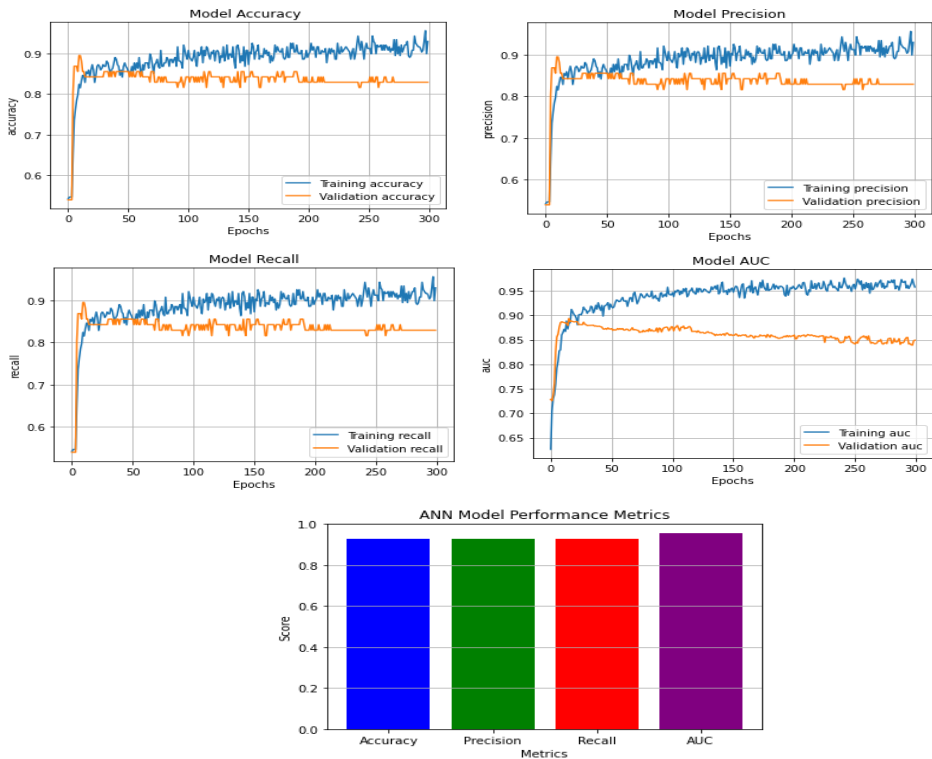 Model Accuracy
0.9
0.8
0.7
0.6
accuracy
Training accuracy
Validation accuracy
0 50 100 150 200 250 300
Epochs
Model Precision
0.9
0.8
0.7
0.6
precision
Training precision
Validation precision
0 50 100 150 200 250 300
Epochs
Model Recall
0.9
0.8
0.7
0.6
recall
Training recall
Validation recall
0 50 100 150 200 250 300
Epochs
Model AUC
0.95
0.90
0.85
0.80
0.75
0.70
0.65
auc
Training auc
Validation auc
0 50 100 150 200 250 300
Epochs
ANN Model Performance Metrics
1.0
0.8
0.6
0.4
0.2
0.0
Score
Accuracy Precision Recall AUC
Metrics